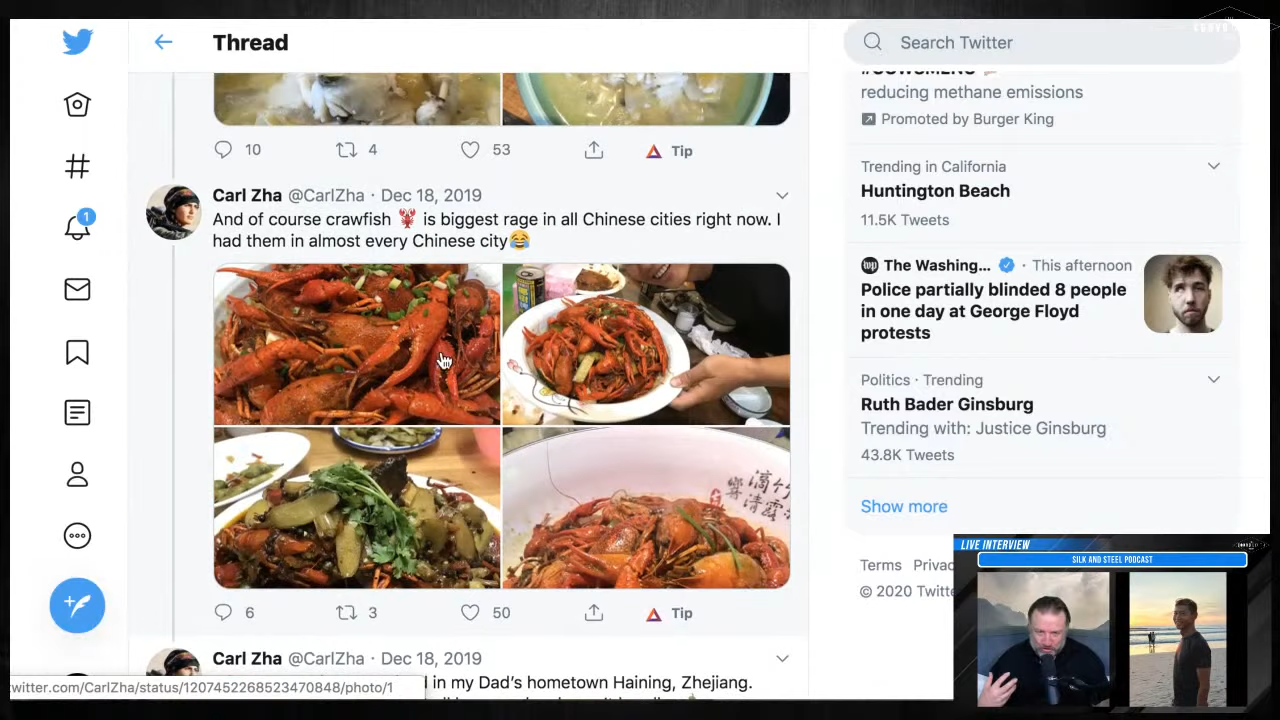 Thread
Search Twitter
reducing methane emissions
Promoted by Burger King
10
4
53
Tip
Trending in California
Huntington Beach
11.5K Tweets
Carl Zha @CarlZha · Dec 18, 2019
And of course crawfish 🦞 is biggest rage in all Chinese cities right now. I
had them in almost every Chinese city😂
1
The Washing... · This afternoon
Police partially blinded 8 people
in one day at George Floyd
protests
Politics · Trending
Ruth Bader Ginsburg
Trending with: Justice Ginsburg
43.8K Tweets
Show more
6
3
50
Tip
LIVE INTERVIEW
SILK AND STEEL PODCAST
Terms
© 2020
Carl Zha @CarlZha · Dec 18, 2019
in my Dad's hometown Haining, Zhejiang.
twitter.com/CarlZha/status/1207452268523470848/photo/1